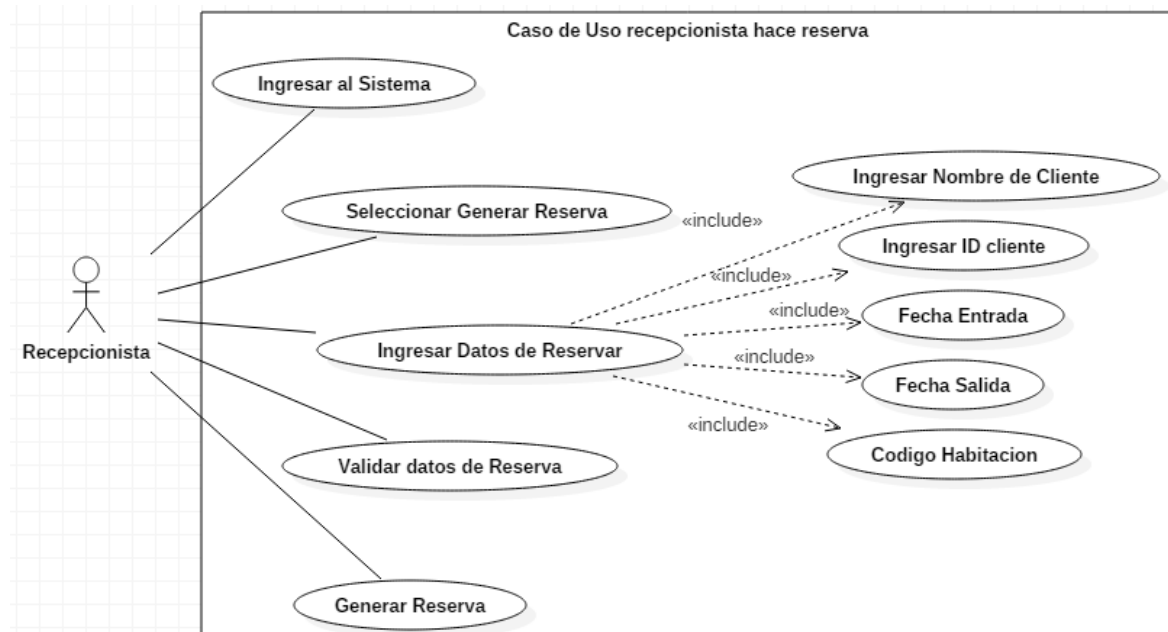 Caso de Uso recepcionista hace reserva
Ingresar al Sistema
Ingresar Nombre de Cliente
Seleccionar Generar Reserva
«include»
Ingresar ID cliente
«include»
Fecha Entrada
«include»
Recepcionista
Ingresar Datos de Reservar
«include»
Fecha Salida
«include»
Codigo Habitacion
Validar datos de Reserva
Generar Reserva